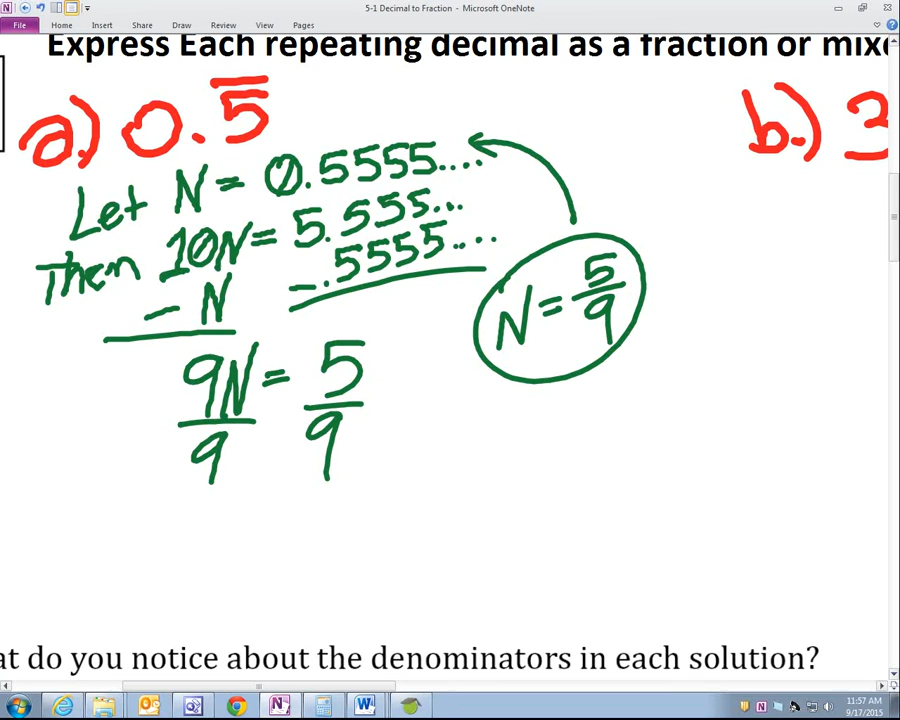 5-1 Decimal to Fraction - Microsoft OneNote
File Home Insert Share Draw Review View Pages
Express Each repeating decimal as a fraction or mixe
a.) 0.5̅
b.) 3
Let N = 0.5555....
Then 10N = 5.555...
- N - .5555....
9N = 5
9 9
N = 5/9
at do you notice about the denominators in each solution?
11:57 AM
9/17/2015